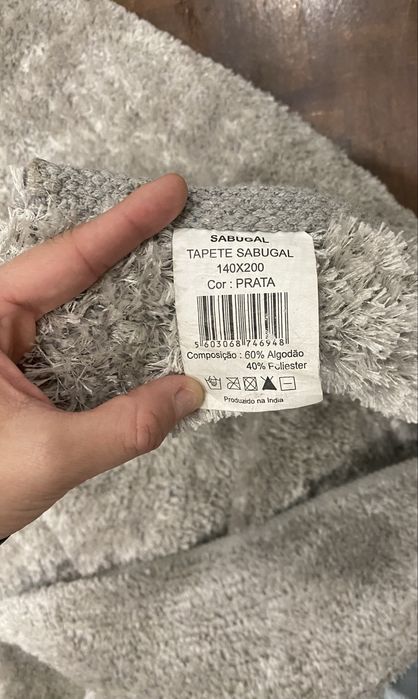 SABUGAL
TAPETE SABUGAL
140X200
Cor : PRATA
5 603068 746948
Composição : 60% Algodão
40% Poliester
Produzido na India